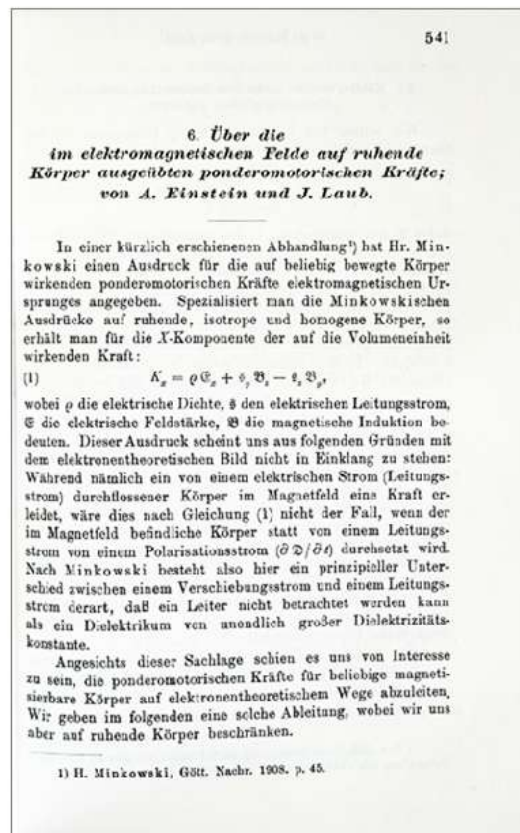 541
6. Über die
im elektromagnetischen Felde auf ruhende
Körper ausgeübten ponderomotorischen Kräfte;
von A. Einstein und J. Laub.
In einer kürzlich erschienenen Abhandlung¹) hat Hr. Min-
kowski einen Ausdruck für die auf beliebig bewegte Körper
wirkenden ponderomotorischen Kräfte elektromagnetischen Ur-
sprunges angegeben. Spezialisiert man die Minkowskischen
Ausdrücke auf ruhende, isotrope und homogene Körper, so
erhält man für die X-Komponente der auf die Volumeneinheit
wirkenden Kraft:
(1) K_x = ϱ 𝔈_x + 𝔰_y 𝔅_z − 𝔰_z 𝔅_y,
wobei ϱ die elektrische Dichte, 𝔰 den elektrischen Leitungsstrom,
𝔈 die elektrische Feldstärke, 𝔅 die magnetische Induktion be-
deuten. Dieser Ausdruck scheint uns aus folgenden Gründen mit
dem elektronentheoretischen Bild nicht in Einklang zu stehen:
Während nämlich ein von einem elektrischen Strom (Leitungs-
strom) durchflossener Körper im Magnetfeld eine Kraft er-
leidet, wäre dies nach Gleichung (1) nicht der Fall, wenn der
im Magnetfeld befindliche Körper statt von einem Leitungs-
strom von einem Polarisationsstrom (∂𝔇/∂t) durchsetzt wird.
Nach Minkowski besteht also hier ein prinzipieller Unter-
schied zwischen einem Verschiebungsstrom und einem Leitungs-
strom derart, daß ein Leiter nicht betrachtet werden kann
als ein Dielektrikum von unendlich großer Dielektrizitäts-
konstante.
Angesichts dieser Sachlage schien es uns von Interesse
zu sein, die ponderomotorischen Kräfte für beliebige magneti-
sierbare Körper auf elektronentheoretischem Wege abzuleiten.
Wir geben im folgenden eine solche Ableitung, wobei wir uns
aber auf ruhende Körper beschränken.
1) H. Minkowski, Gött. Nachr. 1908. p. 45.